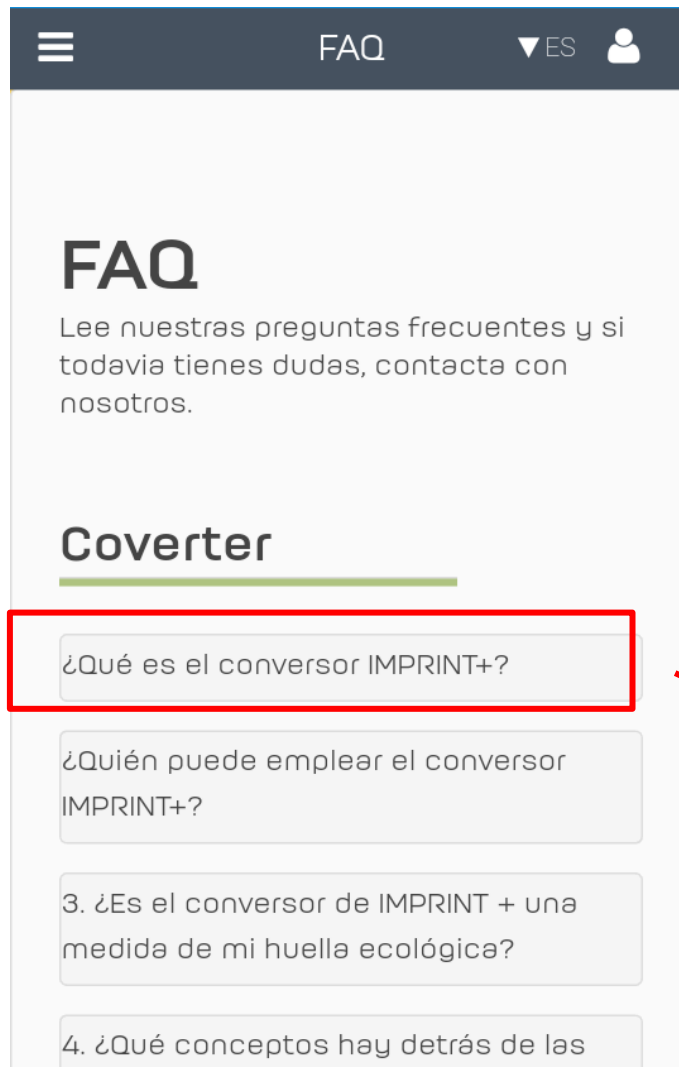 FAQ
▼ES
FAQ
Lee nuestras preguntas frecuentes y si
todavia tienes dudas, contacta con
nosotros.
Coverter
¿Qué es el conversor IMPRINT+?
¿Quién puede emplear el conversor
IMPRINT+?
3. ¿Es el conversor de IMPRINT + una
medida de mi huella ecológica?
4. ¿Qué conceptos hay detrás de las